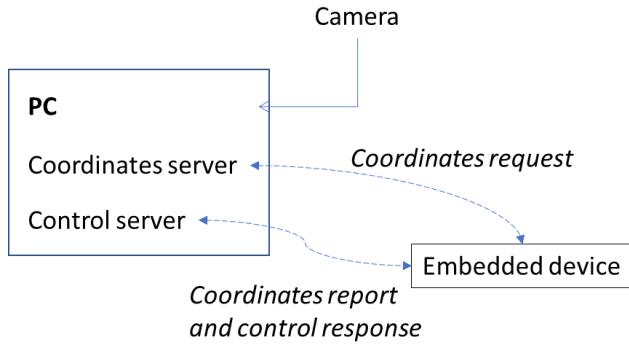 Camera
PC
Coordinates server
Coordinates request
Control server
Embedded device
Coordinates report
and control response